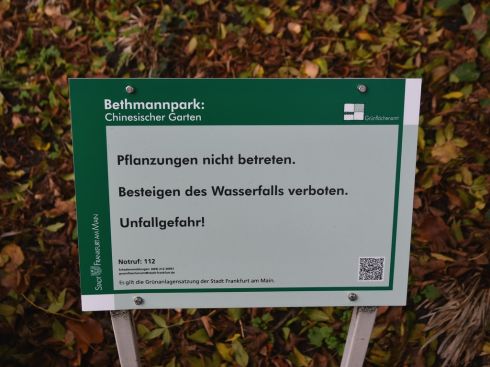 Bethmannpark:
Chinesischer Garten
Grünflächenamt
Pflanzungen nicht betreten.
Besteigen des Wasserfalls verboten.
Unfallgefahr!
Notruf: 112
Es gilt die Grünanlagensatzung der Stadt Frankfurt am Main.
STADT FRANKFURT AM MAIN